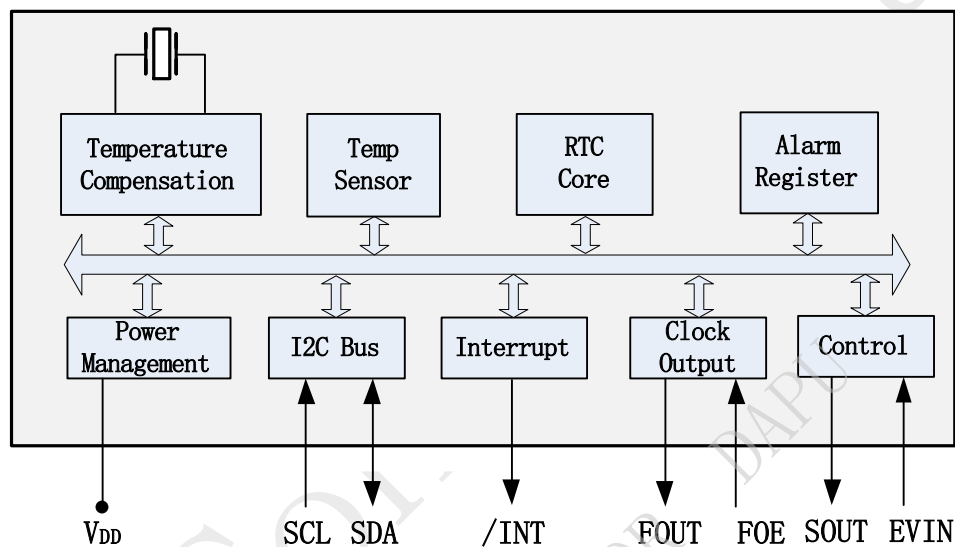 Temperature
Compensation
Temp
Sensor
RTC
Core
Alarm
Register
Power
Management
I2C Bus
Interrupt
Clock
Output
Control
VDD
SCL
SDA
/INT
FOUT
FOE
SOUT
EVIN
DAPU